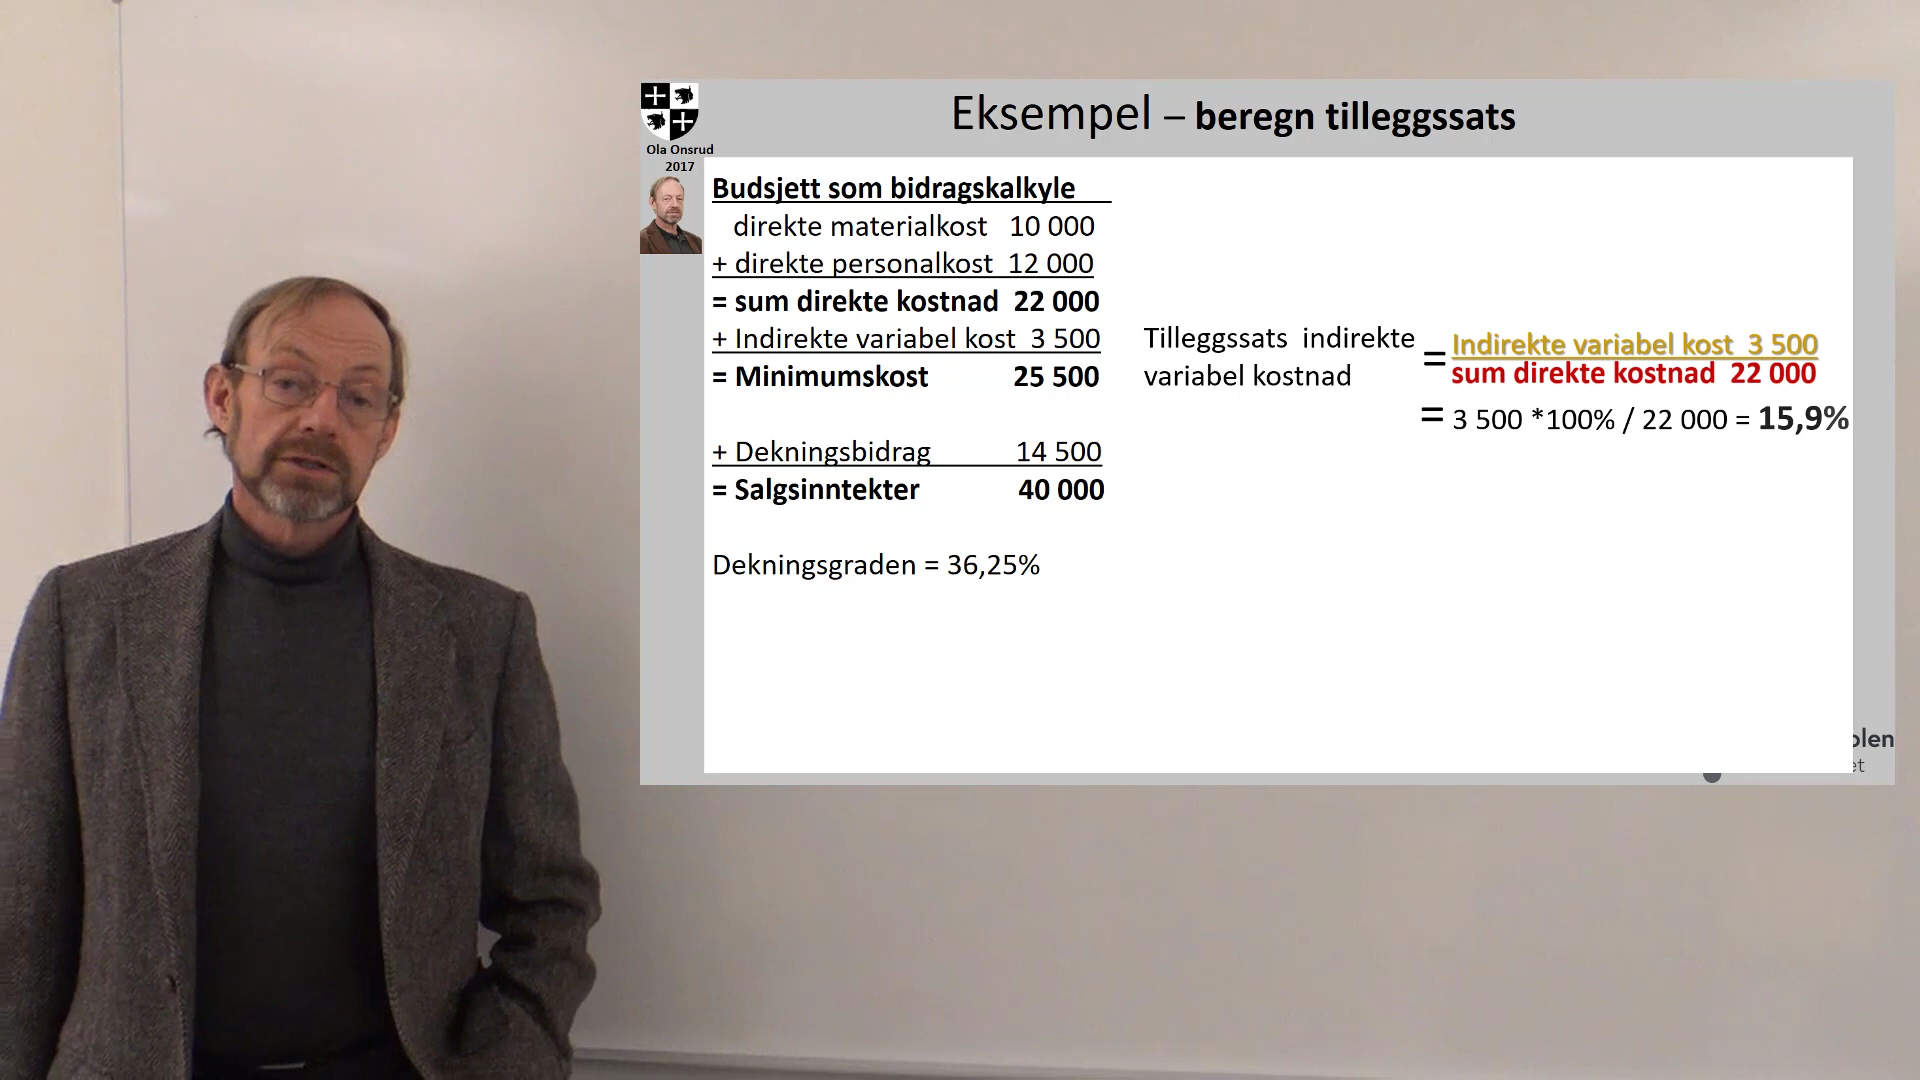 Eksempel – beregn tilleggssats
Ola Onsrud
2017
Budsjett som bidragskalkyle
direkte materialkost 10 000
+ direkte personalkost 12 000
= sum direkte kostnad 22 000
+ Indirekte variabel kost 3 500
= Minimumskost 25 500
+ Dekningsbidrag 14 500
= Salgsinntekter 40 000
Dekningsgraden = 36,25%
Tilleggssats indirekte
variabel kostnad
= Indirekte variabel kost 3 500
sum direkte kostnad 22 000
= 3 500 *100% / 22 000 = 15,9%
olen
et